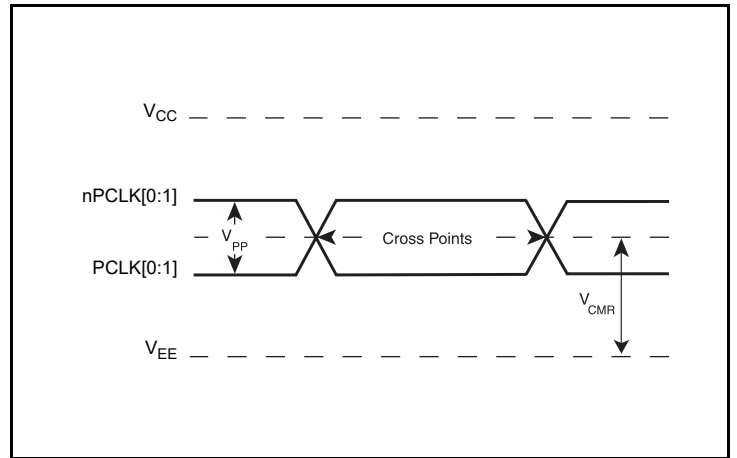 VCC
nPCLK[0:1]
VPP
Cross Points
PCLK[0:1]
VCMR
VEE